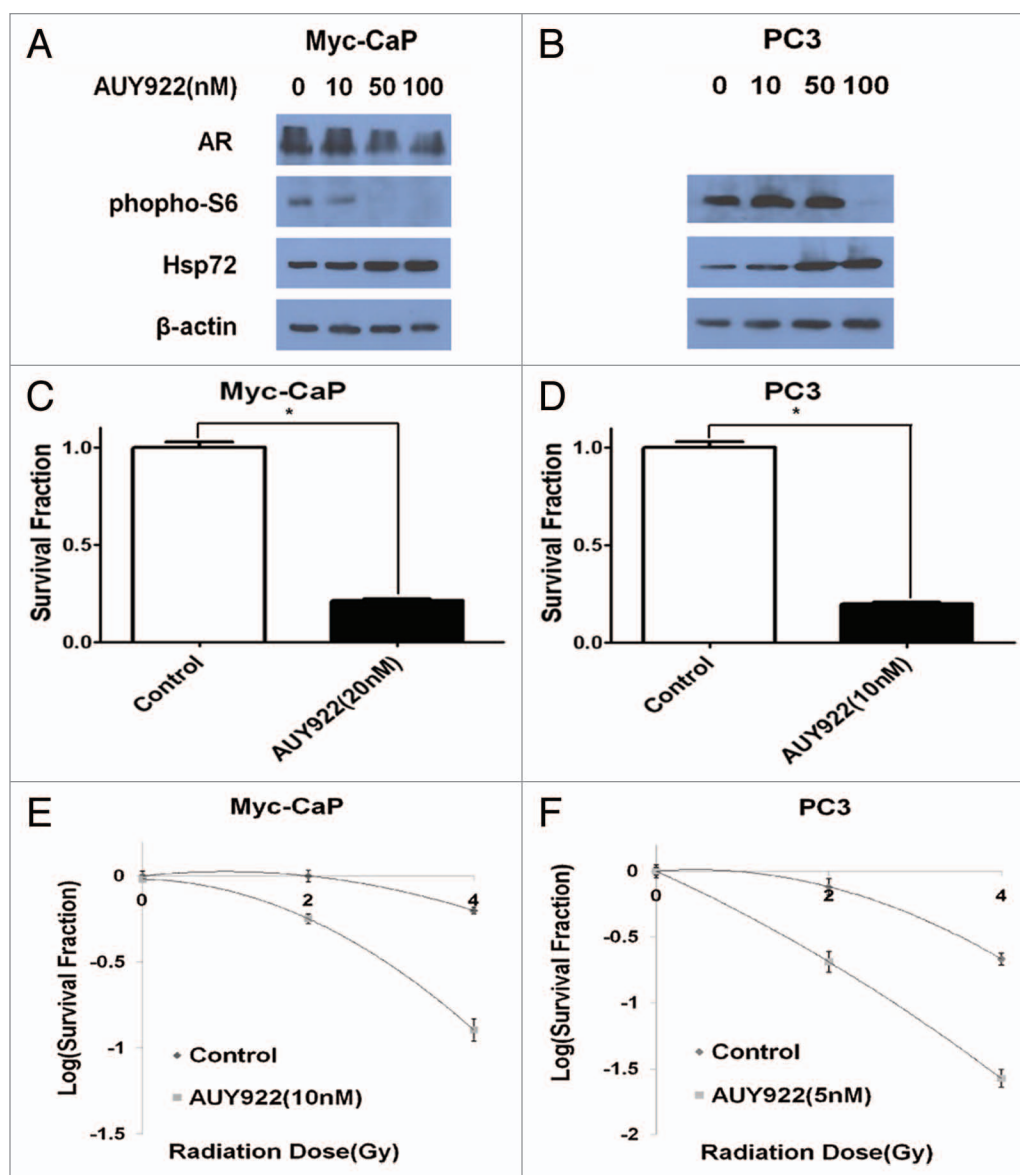 A
Myc-CaP
AUY922(nM) 0 10 50 100
AR
phopho-S6
Hsp72
β-actin
B
PC3
0 10 50 100
C
Myc-CaP
*
Survival Fraction
1.0
0.5
0.0
Control
AUY922(20nM)
D
PC3
*
Survival Fraction
1.0
0.5
0.0
Control
AUY922(10nM)
E
Myc-CaP
Log(Survival Fraction)
0
-0.5
-1
-1.5
0 2 4
Control
AUY922(10nM)
Radiation Dose(Gy)
F
PC3
Log(Survival Fraction)
0
-0.5
-1
-1.5
-2
0 2 4
Control
AUY922(5nM)
Radiation Dose(Gy)